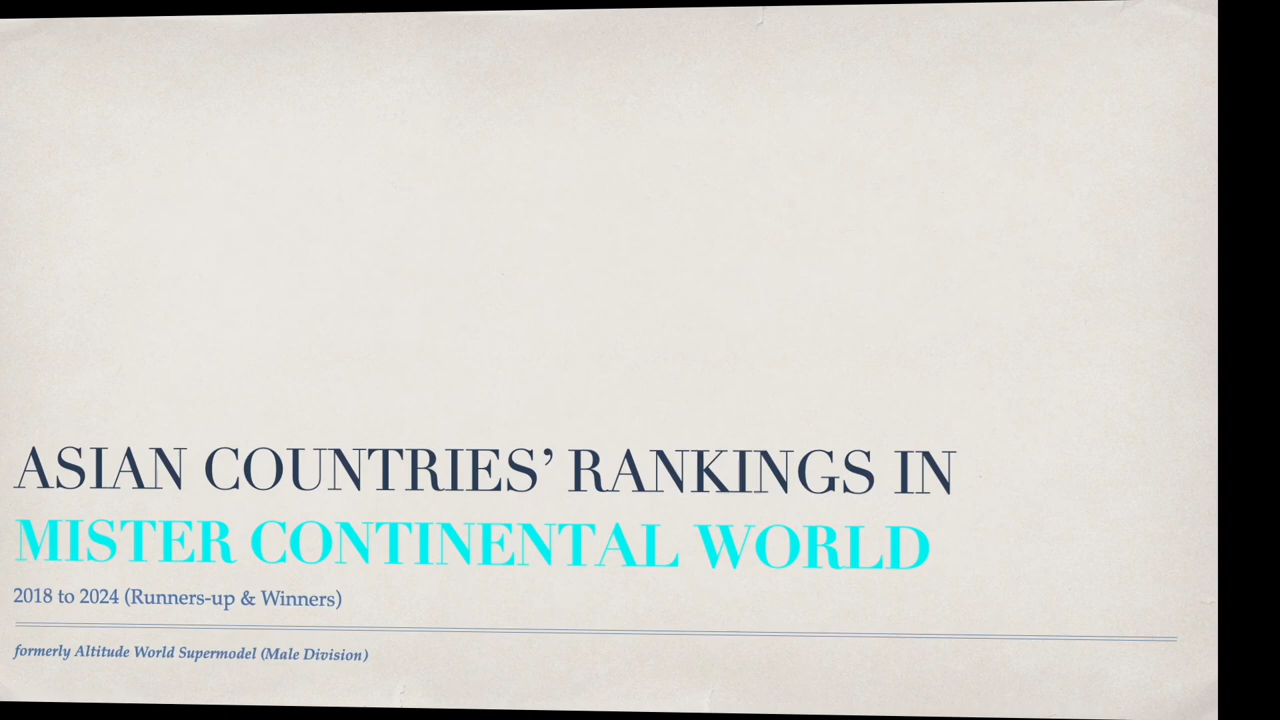 ASIAN COUNTRIES’ RANKINGS IN
MISTER CONTINENTAL WORLD
2018 to 2024 (Runners-up & Winners)
formerly Altitude World Supermodel (Male Division)